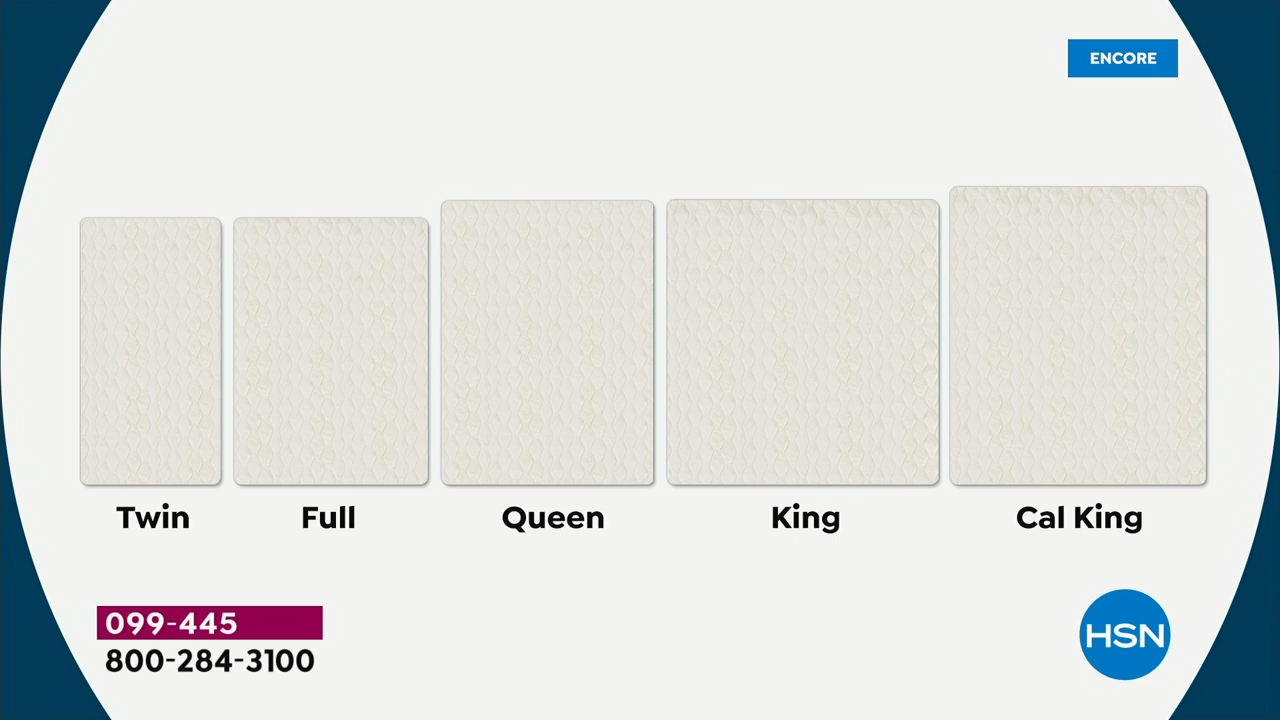 ENCORE
Twin
Full
Queen
King
Cal King
099-445
800-284-3100
HSN